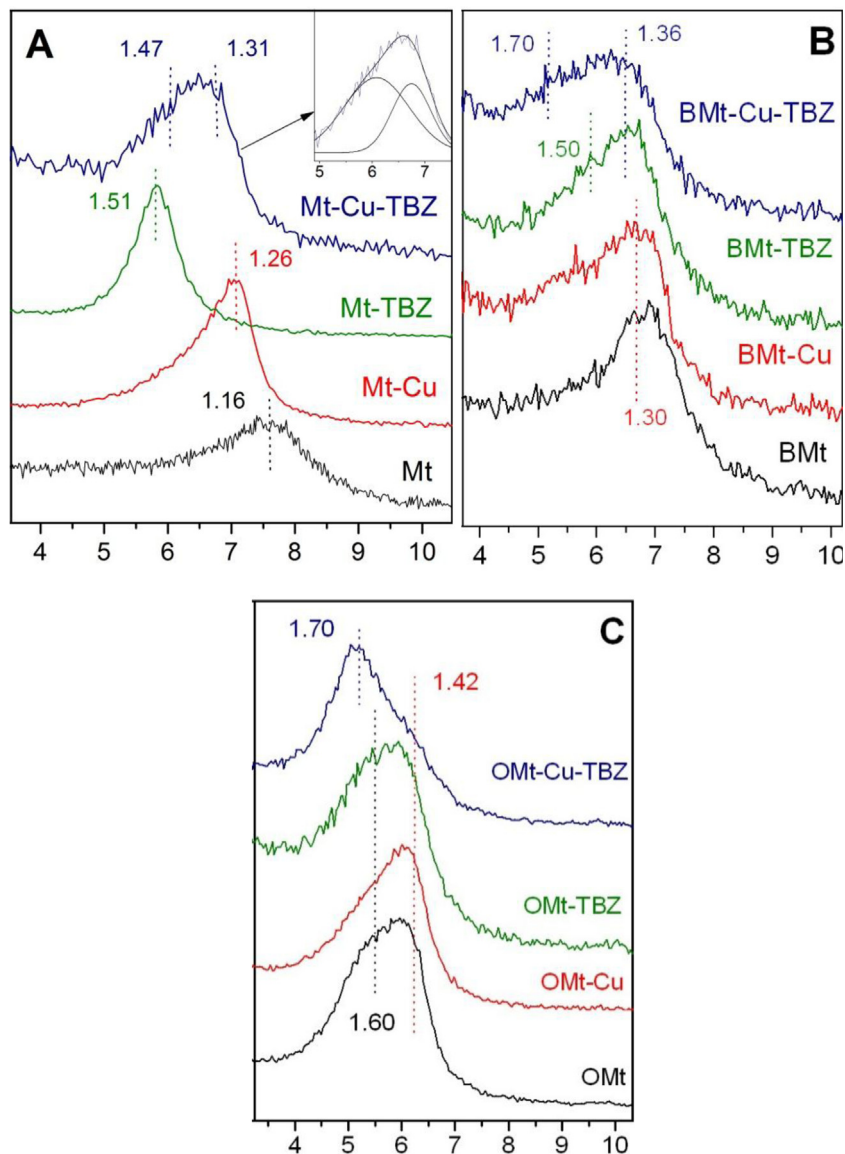 A
1.47
1.31
5
6
7
Mt-Cu-TBZ
1.51
Mt-TBZ
1.26
Mt-Cu
1.16
Mt
4
5
6
7
8
9
10
B
1.70
1.36
BMt-Cu-TBZ
1.50
BMt-TBZ
BMt-Cu
1.30
BMt
4
5
6
7
8
9
10
C
1.70
1.42
OMt-Cu-TBZ
OMt-TBZ
OMt-Cu
1.60
OMt
4
5
6
7
8
9
10